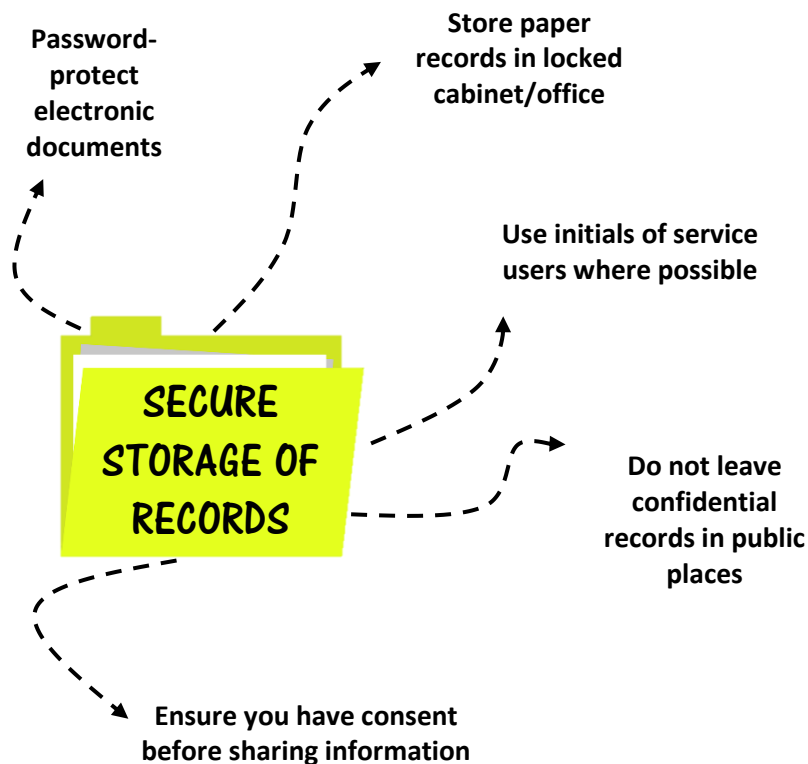 Password-
protect
electronic
documents
Store paper
records in locked
cabinet/office
Use initials of service
users where possible
SECURE
STORAGE OF
RECORDS
Do not leave
confidential
records in public
places
Ensure you have consent
before sharing information